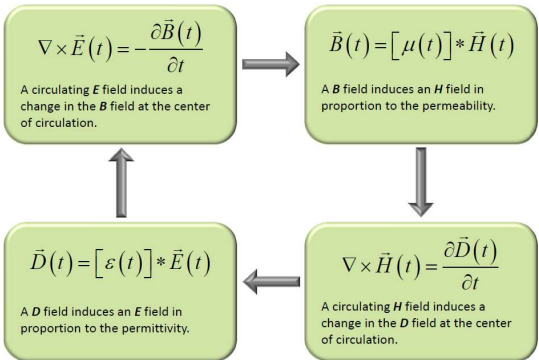 ∇×E⃗(t)=−∂B⃗(t)/∂t
A circulating E field induces a
change in the B field at the center
of circulation.
B⃗(t)=[μ(t)]*H⃗(t)
A B field induces an H field in
proportion to the permeability.
D⃗(t)=[ε(t)]*E⃗(t)
A D field induces an E field in
proportion to the permittivity.
∇×H⃗(t)=∂D⃗(t)/∂t
A circulating H field induces a
change in the D field at the center
of circulation.